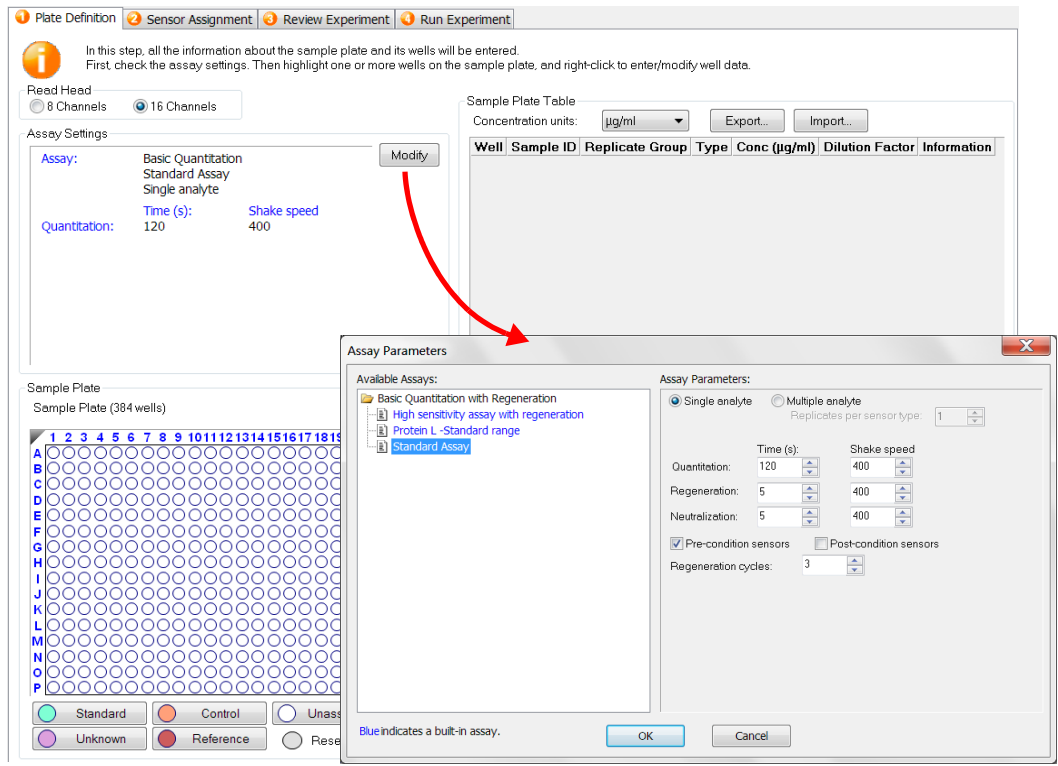 1 Plate Definition 2 Sensor Assignment 3 Review Experiment 4 Run Experiment
In this step, all the information about the sample plate and its wells will be entered.
First, check the assay settings. Then highlight one or more wells on the sample plate, and right-click to enter/modify well data.
Read Head
8 Channels 16 Channels
Assay Settings
Assay: Basic Quantitation
Standard Assay
Single analyte
Time (s): Shake speed
Quantitation: 120 400
Modify
Sample Plate Table
Concentration units: µg/ml Export... Import...
Well Sample ID Replicate Group Type Conc (µg/ml) Dilution Factor Information
Sample Plate
Sample Plate (384 wells)
1 2 3 4 5 6 7 8 9 10 11 12 13 14 15 16 17 18 19
A
B
C
D
E
F
G
H
I
J
K
L
M
N
O
P
Standard Control Unass
Unknown Reference Rese
Assay Parameters
X
Available Assays:
Basic Quantitation with Regeneration
High sensitivity assay with regeneration
Protein L -Standard range
Standard Assay
Blue indicates a built-in assay.
Assay Parameters:
Single analyte Multiple analyte
Replicates per sensor type: 1
Time (s): Shake speed
Quantitation: 120 400
Regeneration: 5 400
Neutralization: 5 400
Pre-condition sensors Post-condition sensors
Regeneration cycles: 3
OK Cancel